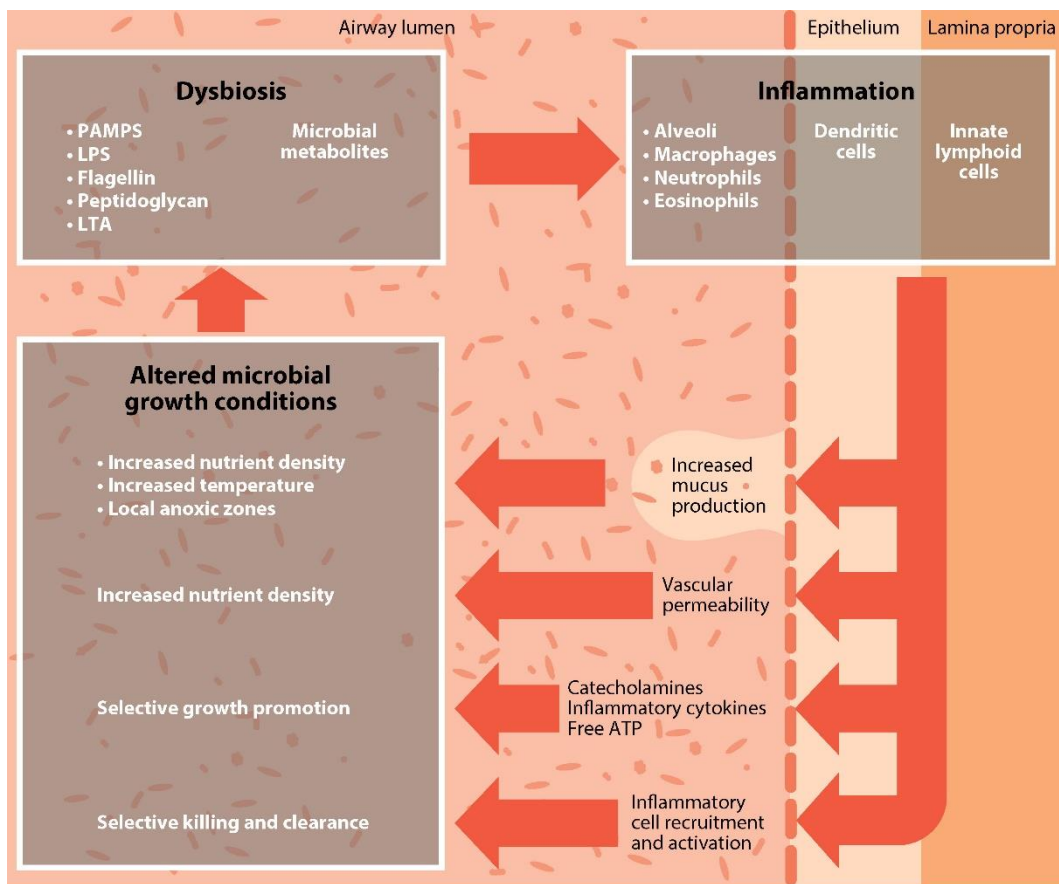 Airway lumen
Epithelium
Lamina propria
Dysbiosis
• PAMPS
• LPS
• Flagellin
• Peptidoglycan
• LTA
Microbial
metabolites
Inflammation
• Alveoli
• Macrophages
• Neutrophils
• Eosinophils
Dendritic
cells
Innate
lymphoid
cells
Altered microbial
growth conditions
• Increased nutrient density
• Increased temperature
• Local anoxic zones
Increased
mucus
production
Increased nutrient density
Vascular
permeability
Selective growth promotion
Catecholamines
Inflammatory cytokines
Free ATP
Selective killing and clearance
Inflammatory
cell recruitment
and activation